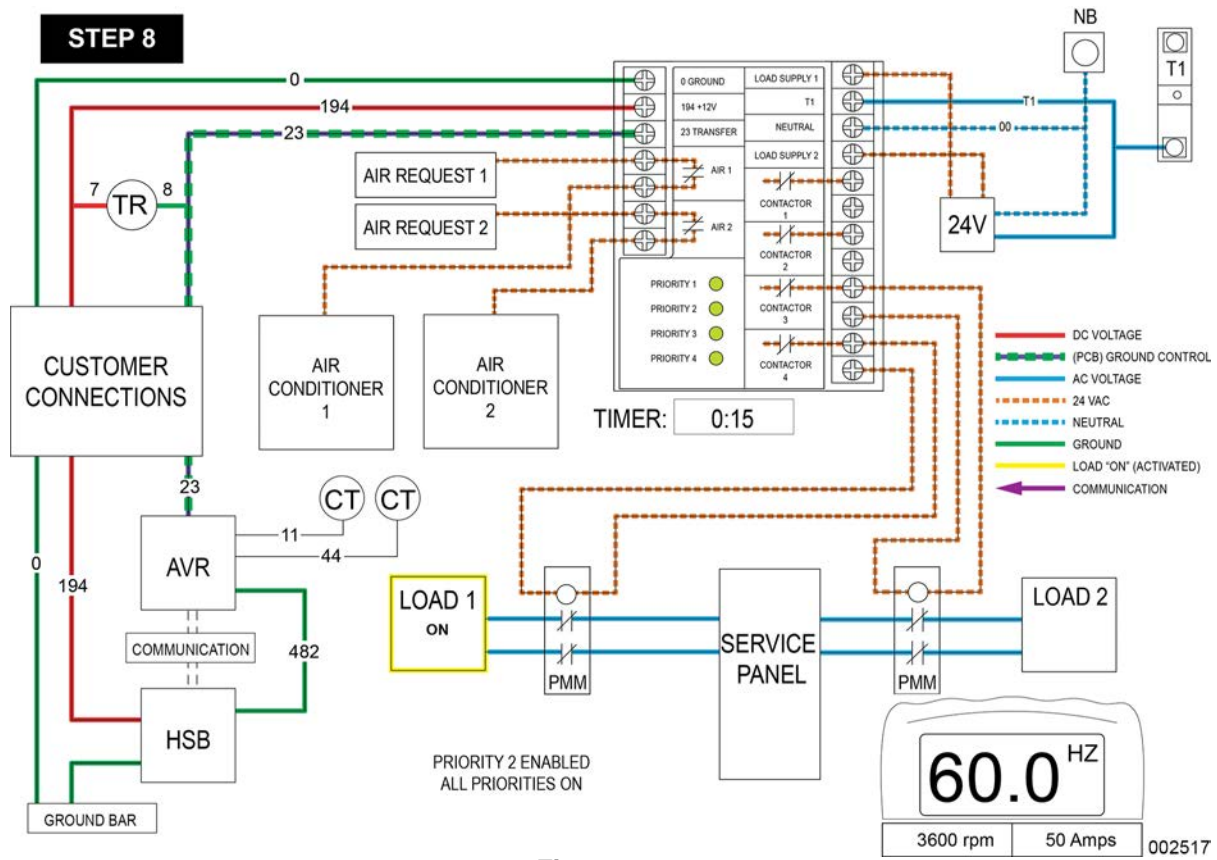 STEP 8
NB
T1
0
194
23
0 GROUND
194 +12V
23 TRANSFER
AIR 1
AIR 2
LOAD SUPPLY 1
T1
NEUTRAL
LOAD SUPPLY 2
CONTACTOR
1
CONTACTOR
2
CONTACTOR
3
CONTACTOR
4
PRIORITY 1
PRIORITY 2
PRIORITY 3
PRIORITY 4
T1
00
24V
AIR REQUEST 1
AIR REQUEST 2
7
TR
8
CUSTOMER
CONNECTIONS
AIR
CONDITIONER
1
AIR
CONDITIONER
2
TIMER:
0:15
DC VOLTAGE
(PCB) GROUND CONTROL
AC VOLTAGE
24 VAC
NEUTRAL
GROUND
LOAD "ON" (ACTIVATED)
COMMUNICATION
23
CT
CT
11
44
AVR
0
194
COMMUNICATION
482
HSB
GROUND BAR
LOAD 1
ON
PMM
SERVICE
PANEL
PMM
LOAD 2
PRIORITY 2 ENABLED
ALL PRIORITIES ON
60.0 HZ
3600 rpm
50 Amps
002517